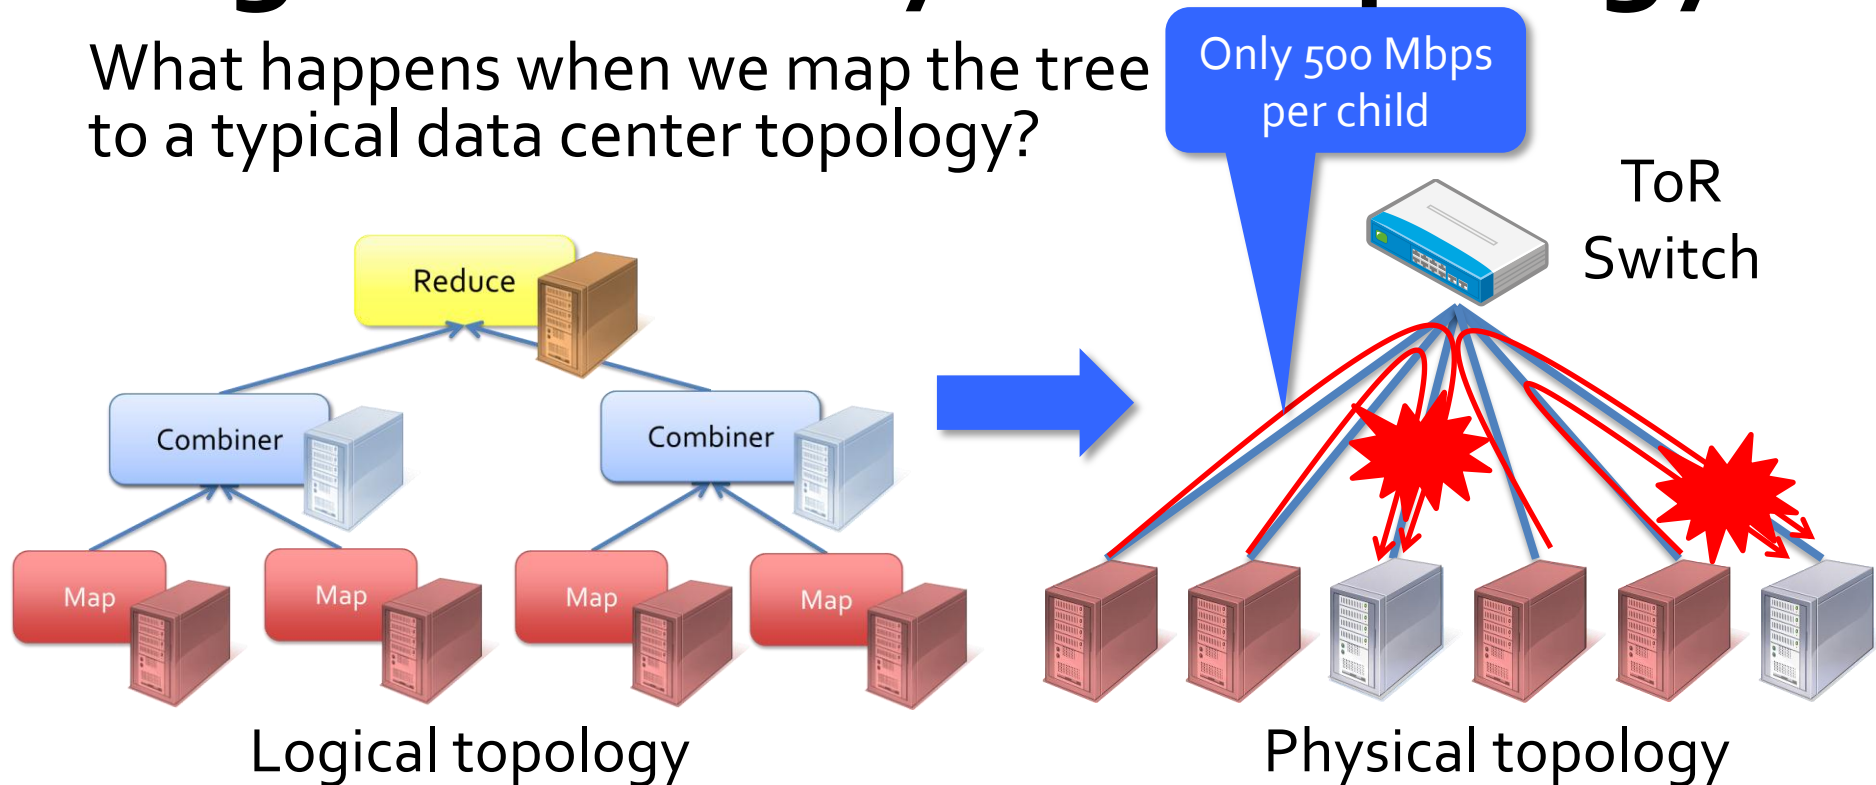 What happens when we map the tree
to a typical data center topology?
Only 500 Mbps
per child
ToR
Switch
Reduce
Combiner
Combiner
Map
Map
Map
Map
Logical topology
Physical topology